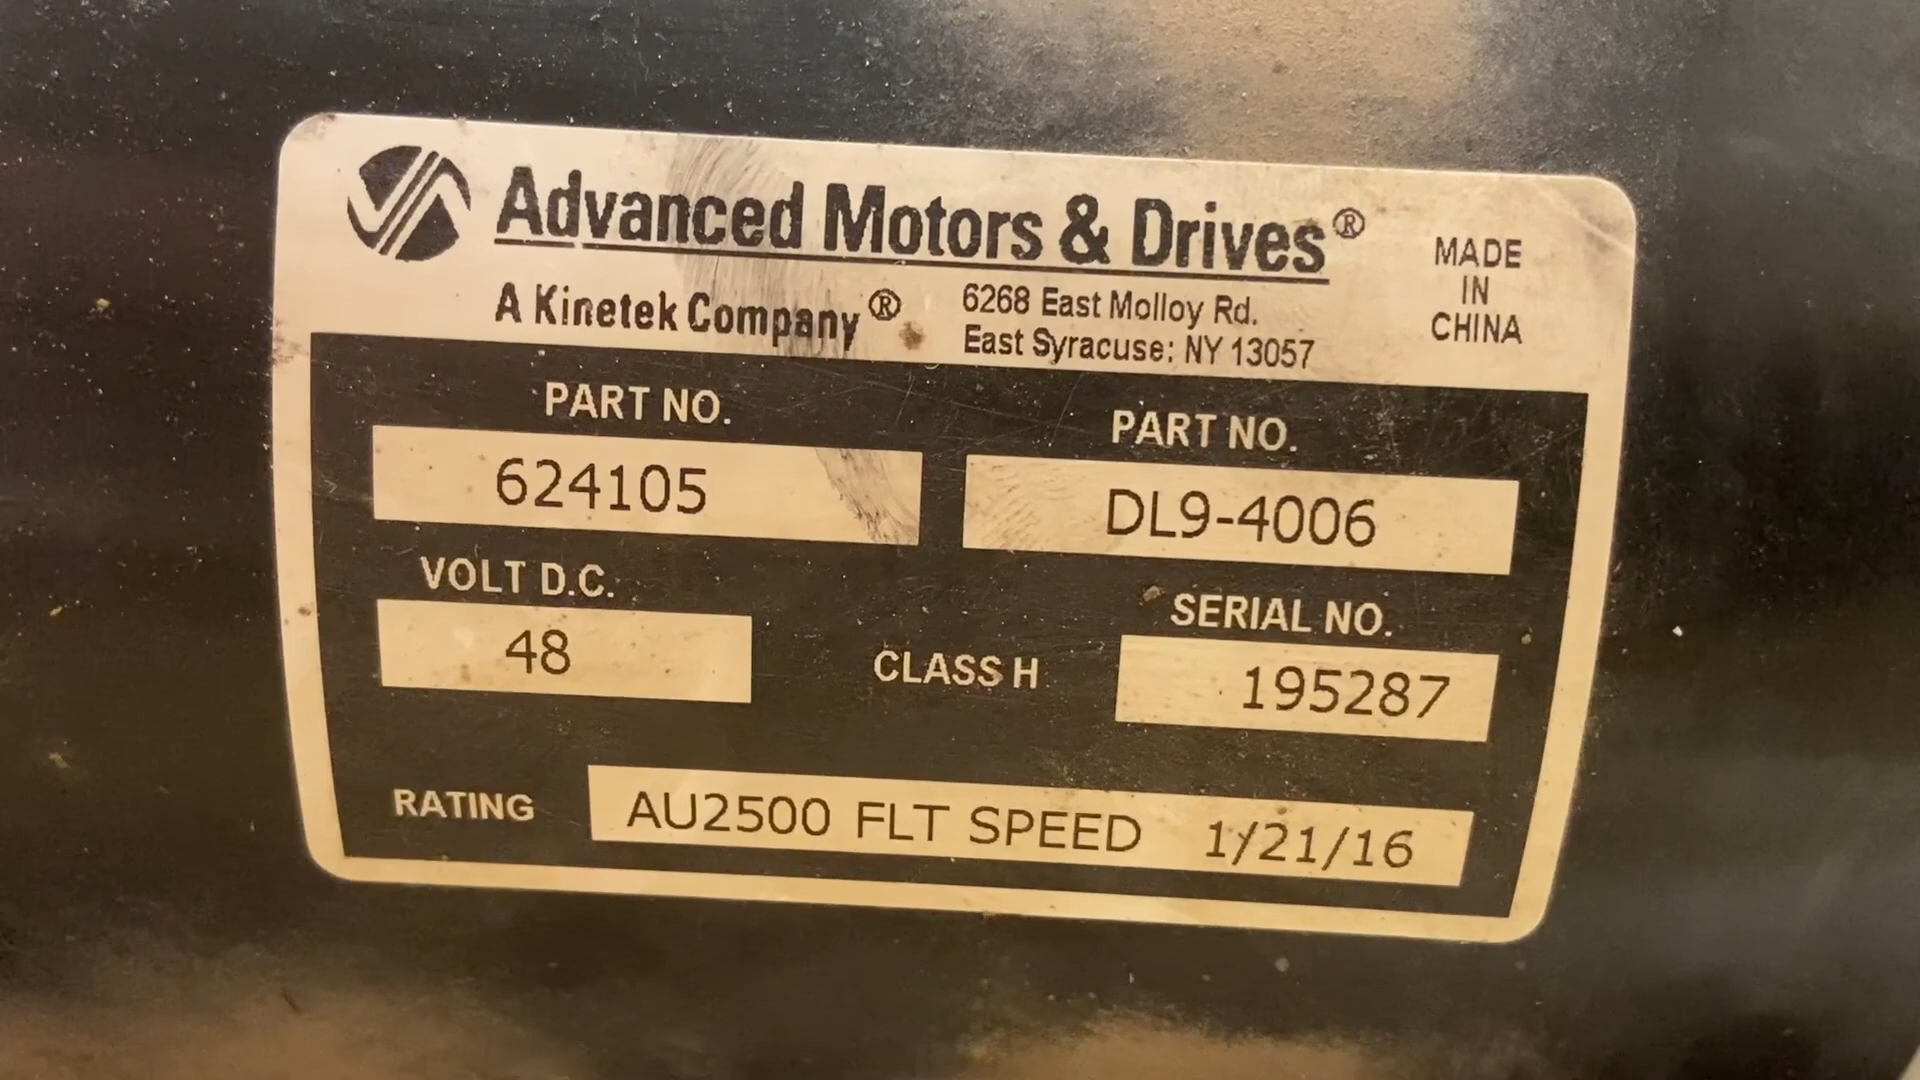 Advanced Motors & Drives®
A Kinetek Company®
6268 East Molloy Rd.
East Syracuse: NY 13057
MADE
IN
CHINA
PART NO.
624105
PART NO.
DL9-4006
VOLT D.C.
48
CLASS H
SERIAL NO.
195287
RATING
AU2500 FLT SPEED 1/21/16